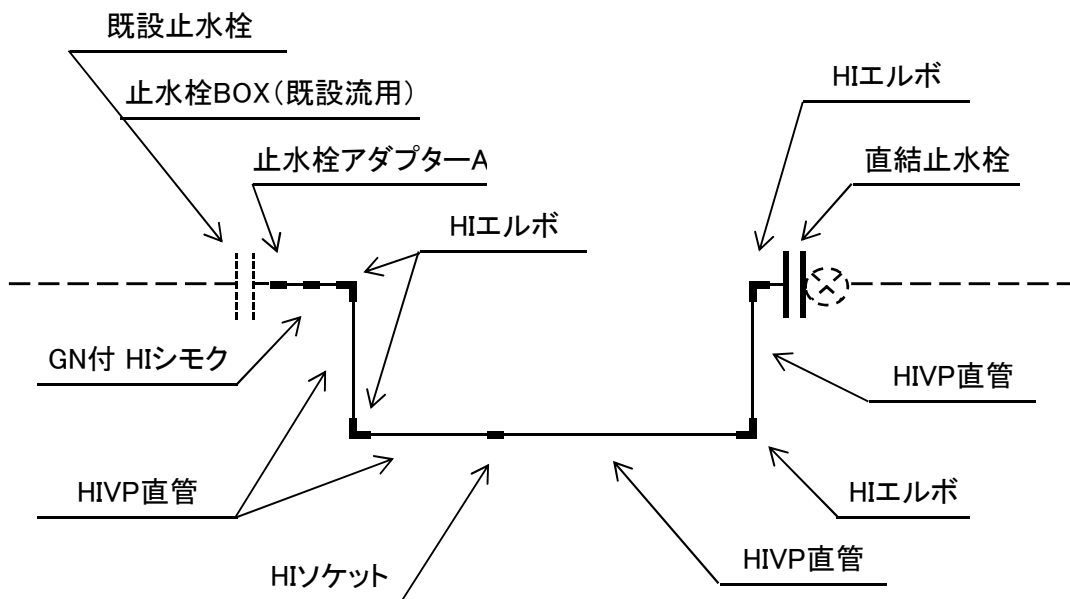 既設止水栓
止水栓BOX（既設流用）
止水栓アダプターA
HIエルボ
HIエルボ
直結止水栓
GN付 HIシモク
HIVP直管
HIVP直管
HIエルボ
HIソケット
HIVP直管